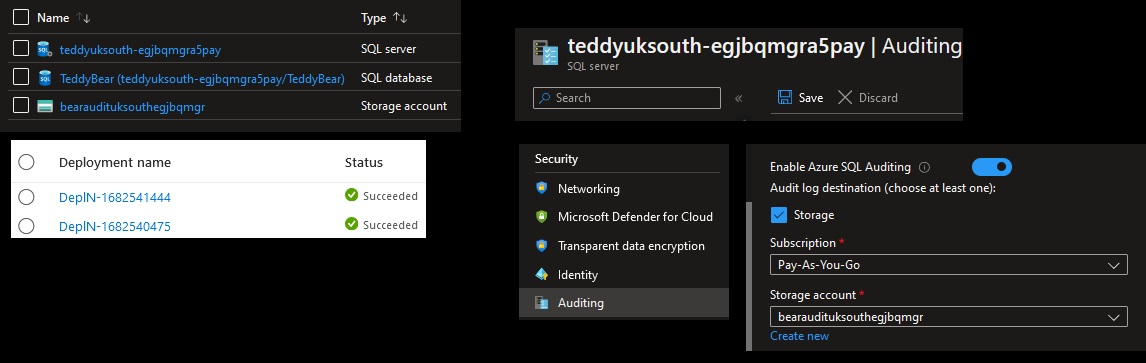 Name ↑↓ Type ↑↓
teddyuksouth-egjbqmgra5pay SQL server
TeddyBear (teddyuksouth-egjbqmgra5pay/TeddyBear) SQL database
bearaudituksouthegjbqmgr Storage account
Deployment name Status
DeplN-1682541444 Succeeded
DeplN-1682540475 Succeeded
teddyuksouth-egjbqmgra5pay | Auditing
SQL server
Search « Save Discard
Security
Networking
Microsoft Defender for Cloud
Transparent data encryption
Identity
Auditing
Enable Azure SQL Auditing
Audit log destination (choose at least one):
Storage
Subscription *
Pay-As-You-Go
Storage account *
bearaudituksouthegjbqmgr
Create new